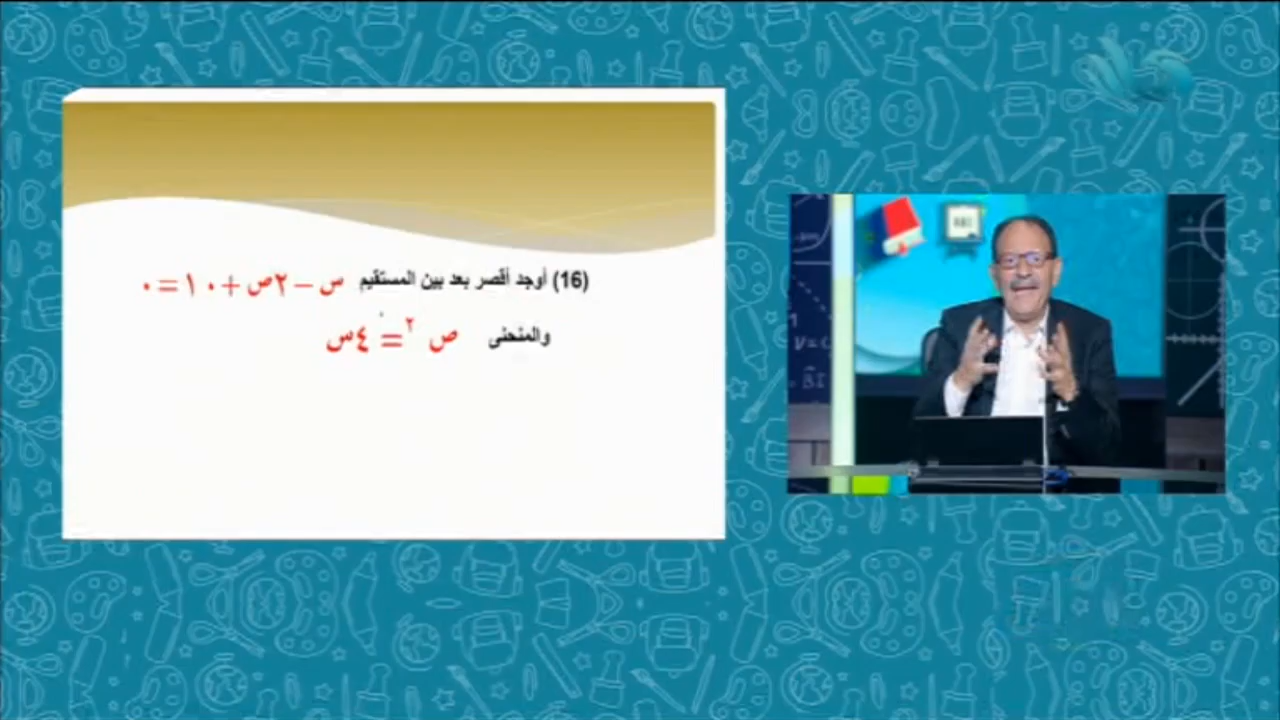 (16) أوجد أقصر بعد بين المستقيم س − ٢ص + ١٠ = ٠
والمنحنى ص ٢ = ٤س